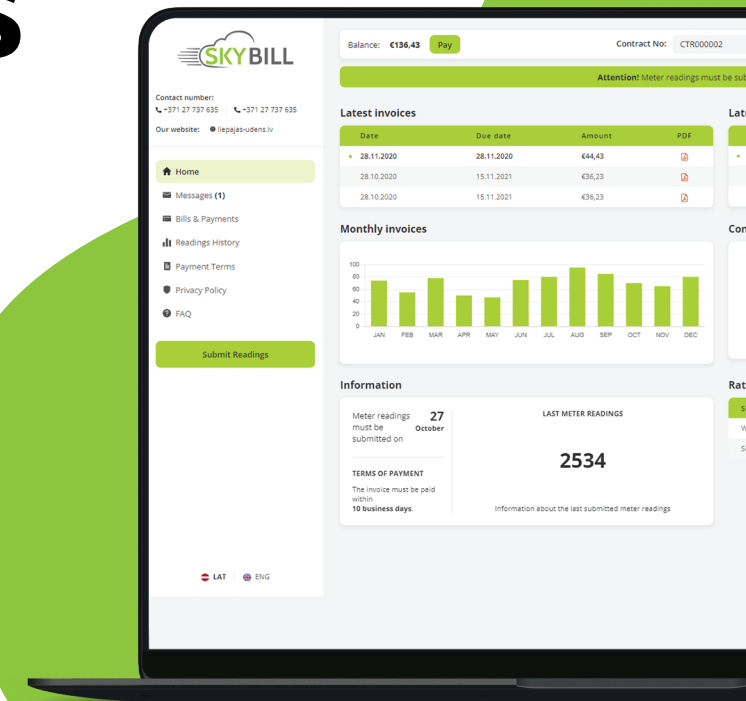 S
SKYBILL
Balance: €136,43 Pay
Contract No: CTR000002
Attention! Meter readings must be sub
Contact number:
+371 27 737 635 +371 27 737 635
Our website: liepajas-udens.lv
Home
Messages (1)
Bills & Payments
Readings History
Payment Terms
Privacy Policy
FAQ
Submit Readings
LAT ENG
Latest invoices
Date Due date Amount PDF
28.11.2020 28.11.2020 €44,43
28.10.2020 15.11.2021 €36,23
28.10.2020 15.11.2021 €36,23
Monthly invoices
100
80
60
40
20
0
JAN FEB MAR APR MAY JUN JUL AUG SEP OCT NOV DEC
Information
Meter readings
must be
submitted on
27
October
TERMS OF PAYMENT
The invoice must be paid
within
10 business days.
LAST METER READINGS
2534
Information about the last submitted meter readings
Late
Con
Rat
S
W
Se